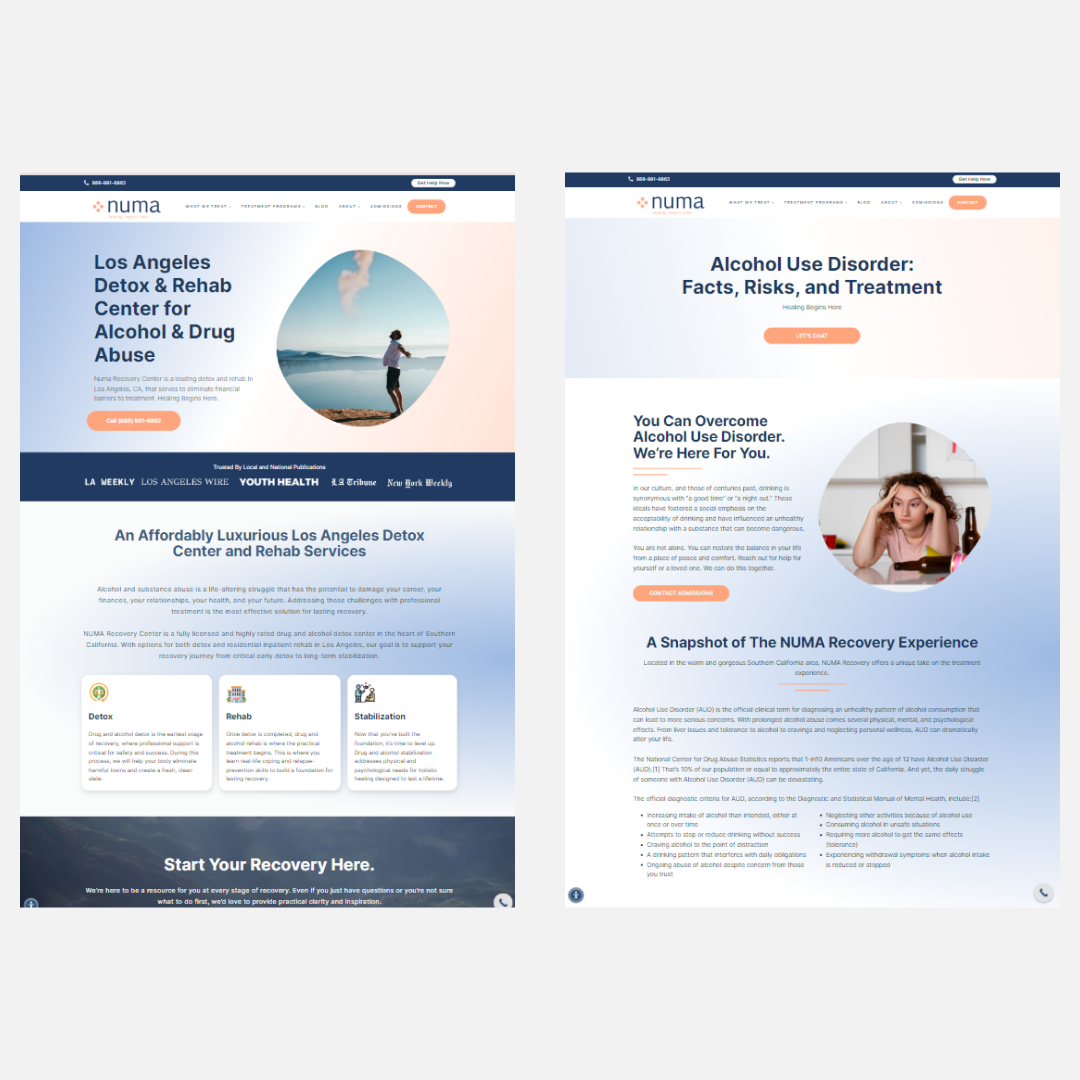 888-991-6862
Get Help Now
numa
healing begins here
WHAT WE TREAT
TREATMENT PROGRAMS
BLOG
ABOUT
ADMISSIONS
CONTACT
Los Angeles
Detox & Rehab
Center for
Alcohol & Drug
Abuse
Numa Recovery Center is a leading detox and rehab in
Los Angeles, CA, that serves to eliminate financial
barriers to treatment. Healing Begins Here.
Call (888) 991-6862
Trusted By Local and National Publications
LA WEEKLY
LOS ANGELES WIRE
YOUTH HEALTH
LA Tribune
New York Weekly
An Affordably Luxurious Los Angeles Detox
Center and Rehab Services
Alcohol and substance abuse is a life-altering struggle that has the potential to damage your career, your
finances, your relationships, your health, and your future. Addressing these challenges with professional
treatment is the most effective solution for lasting recovery.
NUMA Recovery Center is a fully licensed and highly rated drug and alcohol detox center in the heart of Southern
California. With options for both detox and residential inpatient rehab in Los Angeles, our goal is to support your
recovery journey from critical early detox to long-term stabilization.
Detox
Drug and alcohol detox is the earliest stage
of recovery, where professional support is
critical for safety and success. During this
process, we will help your body eliminate
harmful toxins and create a fresh, clean
slate.
Rehab
Once detox is completed, drug and
alcohol rehab is where the practical
treatment begins. This is where you
learn real-life coping and relapse-
prevention skills to build a foundation for
lasting recovery.
Stabilization
Now that you've built the
foundation, it's time to level up.
Drug and alcohol stabilization
addresses physical and
psychological needs for holistic
healing designed to last a lifetime.
Start Your Recovery Here.
We're here to be a resource for you at every stage of recovery. Even if you just have questions or you're not sure
what to do first, we'd love to provide practical clarity and inspiration.
888-991-6862
Get Help Now
numa
healing begins here
WHAT WE TREAT
TREATMENT PROGRAMS
BLOG
ABOUT
ADMISSIONS
CONTACT
Alcohol Use Disorder:
Facts, Risks, and Treatment
Healing Begins Here
LET'S CHAT
You Can Overcome
Alcohol Use Disorder.
We're Here For You.
In our culture, and those of centuries past, drinking is
synonymous with "a good time" or "a night out." These
ideals have fostered a social emphasis on the
acceptability of drinking and have influenced an unhealthy
relationship with a substance that can become dangerous.
You are not alone. You can restore the balance in your life
from a place of peace and comfort. Reach out for help for
yourself or a loved one. We can do this together.
CONTACT ADMISSIONS
A Snapshot of The NUMA Recovery Experience
Located in the warm and gorgeous Southern California area, NUMA Recovery offers a unique take on the treatment
experience.
Alcohol Use Disorder (AUD) is the official clinical term for diagnosing an unhealthy pattern of alcohol consumption that
can lead to more serious concerns. With prolonged alcohol abuse comes several physical, mental, and psychological
effects. From liver issues and tolerance to alcohol to cravings and neglecting personal wellness, AUD can dramatically
alter your life.
The National Center for Drug Abuse Statistics reports that 1-in10 Americans over the age of 12 have Alcohol Use Disorder
(AUD).[1] That's 10% of our population or equal to approximately the entire state of California. And yet, the daily struggle
of someone with Alcohol Use Disorder (AUD) can be devastating.
The official diagnostic criteria for AUD, according to the Diagnostic and Statistical Manual of Mental Health, include:[2]
• Increasing intake of alcohol than intended, either at
once or over time
• Attempts to stop or reduce drinking without success
• Craving alcohol to the point of distraction
• A drinking pattern that interferes with daily obligations
• Ongoing abuse of alcohol despite concern from those
you trust
• Neglecting other activities because of alcohol use
• Consuming alcohol in unsafe situations
• Requiring more alcohol to get the same effects
(tolerance)
• Experiencing withdrawal symptoms when alcohol intake
is reduced or stopped